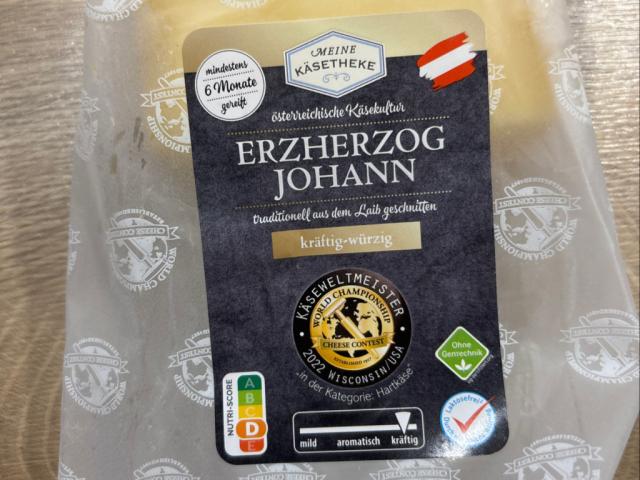 MEINE
KÄSETHEKE
mindestens
6 Monate
gereift
österreichische Käsekultur
ERZHERZOG
JOHANN
traditionell aus dem Laib geschnitten
kräftig-würzig
KÄSEWELTMEISTER
WORLD CHAMPIONSHIP
CHEESE CONTEST
2022 WISCONSIN/USA
„in der Kategorie: Hartkäse"
Ohne
Gentechnik
NUTRI-SCORE
A
B
C
D
E
mild aromatisch kräftig
Laktosefrei
WORLD CHAMPIONSHIP
CHEESE CONTEST